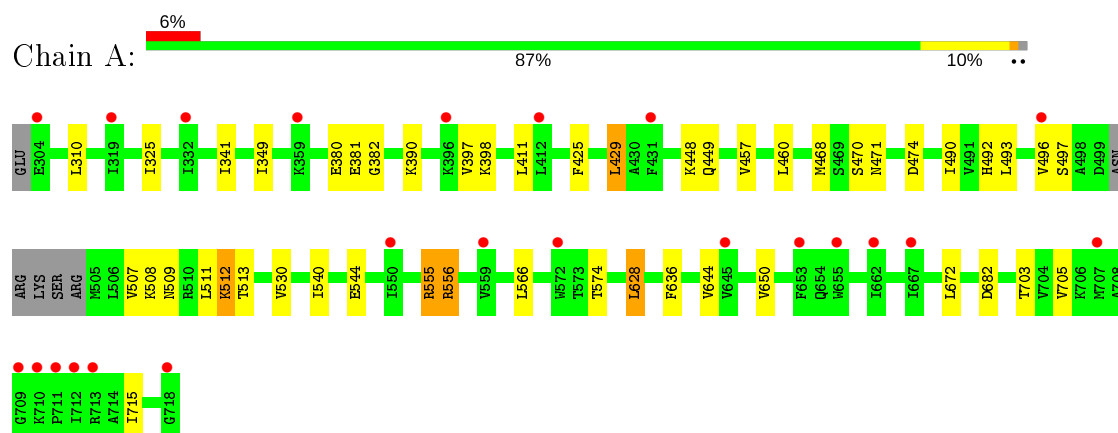 6%
Chain A:
87% 10% ••
GLU E304 L310 I319 I325 I332 I341 I349 K359 E380 E381 G382 K390 K396 V397 K398 L411 L412 F425 L429 A430 F431 K448 Q449 V457 L460 M468 S469 S470 N471 D474 I490 V491 H492 L493 V496 S497 A498 D499 ASN
ARG LYS SER ARG M505 L506 V507 K508 N509 R510 L511 K512 T513 V530 I540 E544 I550 R555 R556 V559 L566 W572 T573 T574 L628 F636 V644 V645 V650 F653 Q654 W655 I662 I667 L672 D682 T703 V704 V705 K706 M707 A708
G709 K710 P711 I712 R713 A714 I715 G718